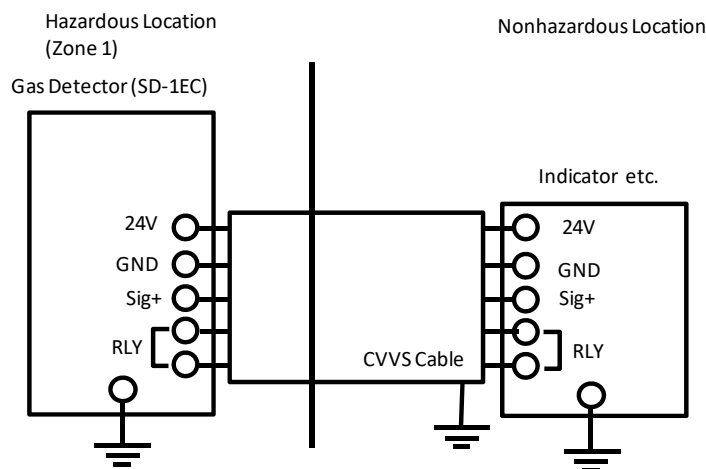 Hazardous Location
(Zone 1)
Nonhazardous Location
Gas Detector (SD-1EC)
Indicator etc.
24V
GND
Sig+
RLY
CVVS Cable
24V
GND
Sig+
RLY